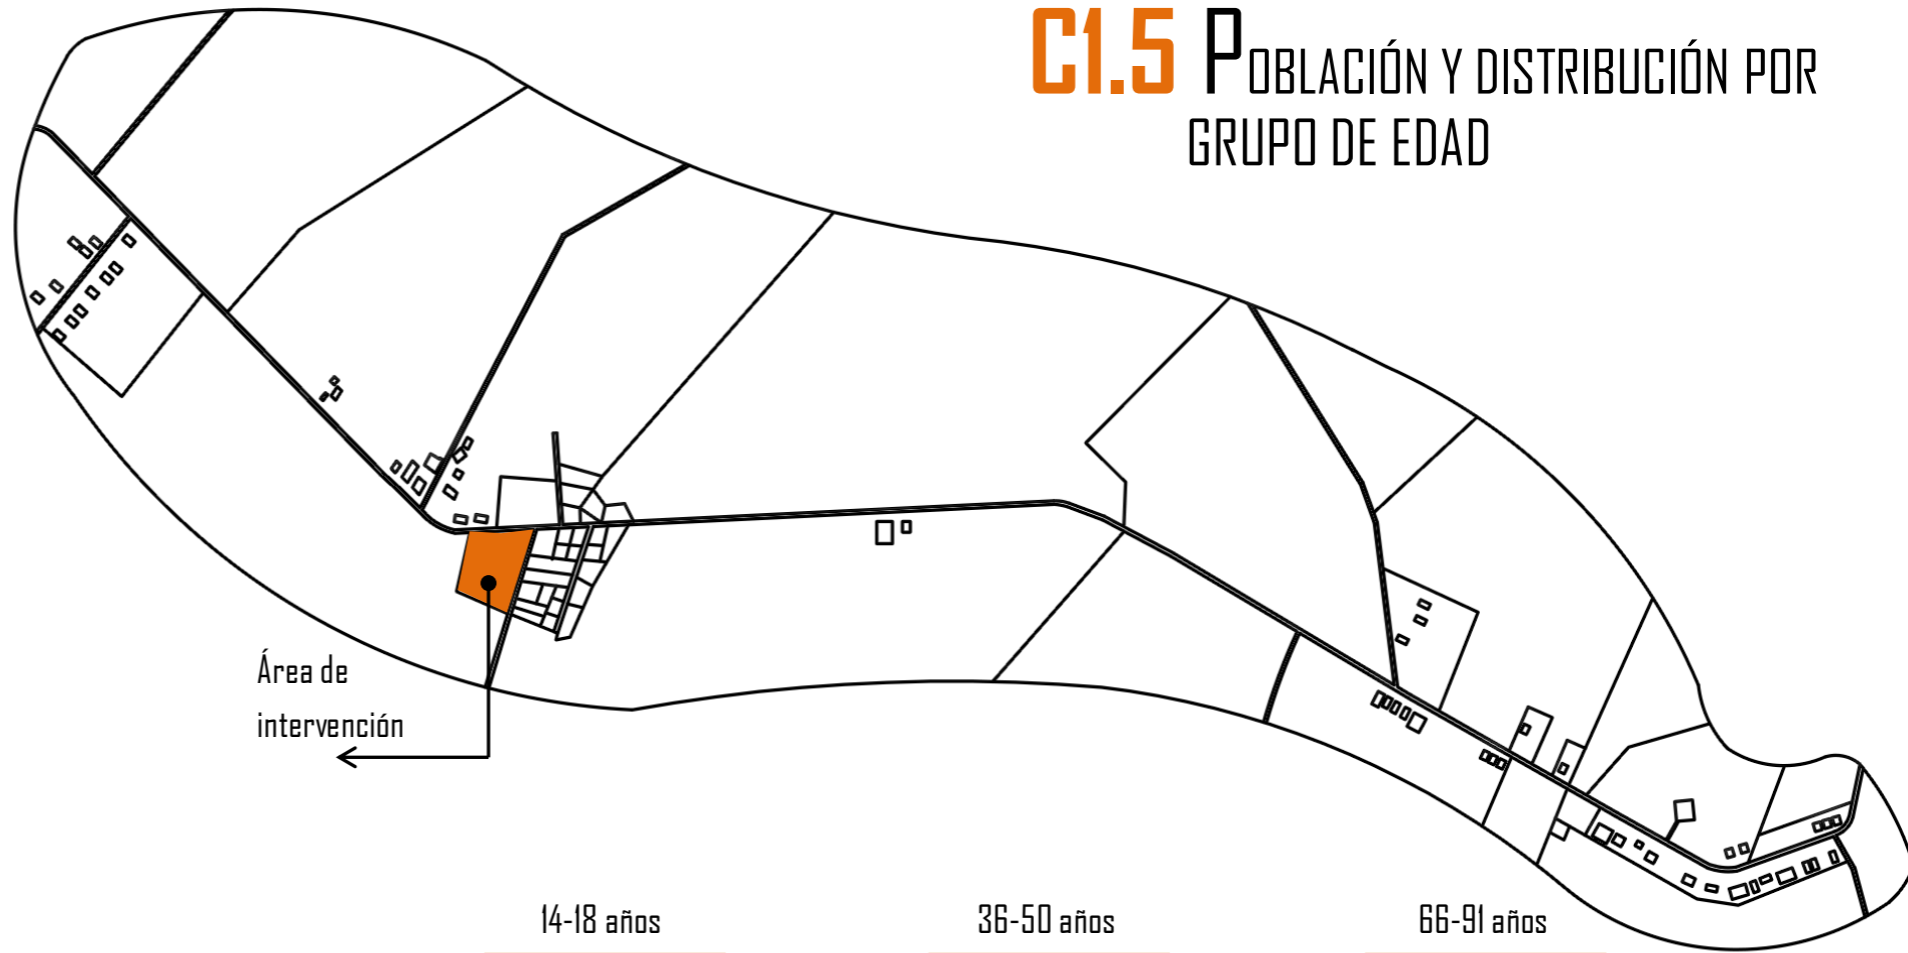 C1.5 POBLACIÓN Y DISTRIBUCIÓN POR
GRUPO DE EDAD
Área de
intervención
14-18 años
36-50 años
66-91 años